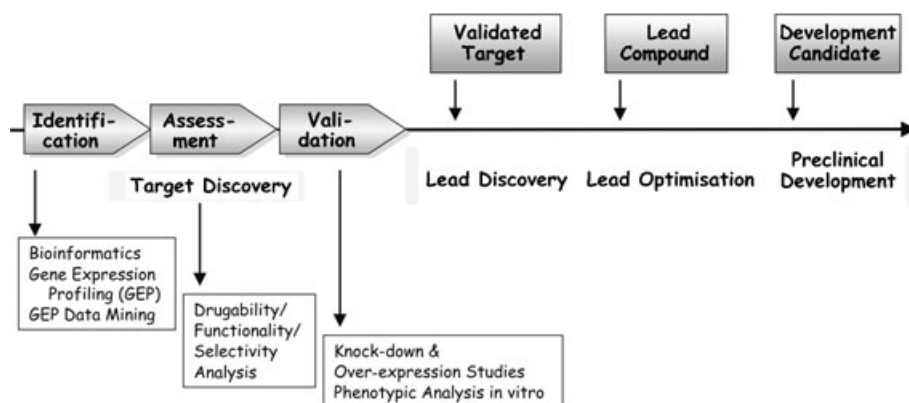 Validated
Target
Lead
Compound
Development
Candidate
Identifi-
cation
Assess-
ment
Vali-
dation
Target Discovery
Lead Discovery
Lead Optimisation
Preclinical
Development
Bioinformatics
Gene Expression
Profiling (GEP)
GEP Data Mining
Drugability/
Functionality/
Selectivity
Analysis
Knock-down &
Over-expression Studies
Phenotypic Analysis in vitro